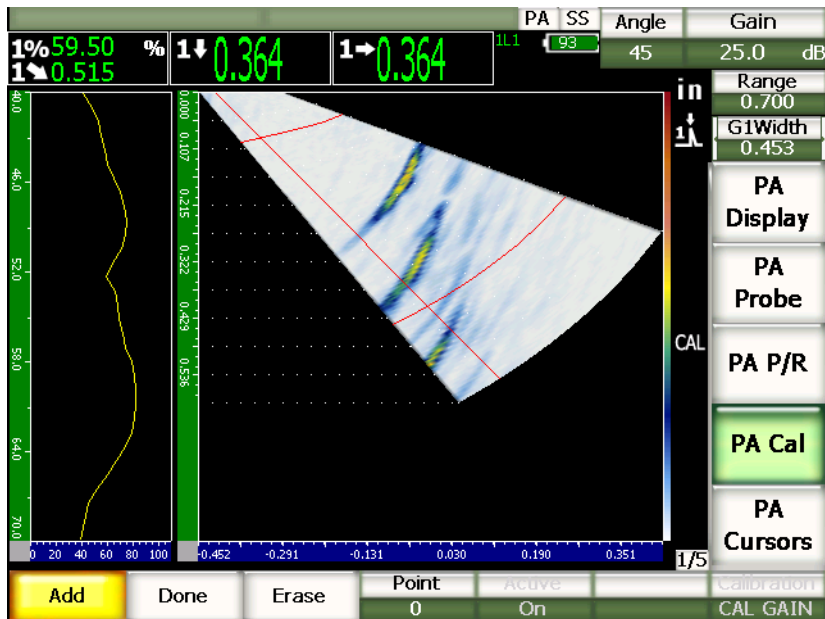 PA SS
Angle
Gain
1% 59.50 %
1 0.515
1 0.364
1 0.364
1L1
93
45
25.0 dB
in
Range
0.700
1
G1Width
0.453
40.0
46.0
52.0
58.0
64.0
70.0
0 20 40 60 80 100
0.000
0.107
0.215
0.322
0.429
0.536
-0.452 -0.291 -0.131 0.030 0.190 0.351
CAL
1/5
PA
Display
PA
Probe
PA P/R
PA Cal
PA
Cursors
Add
Done
Erase
Point
0
Active
On
Calibration
CAL GAIN